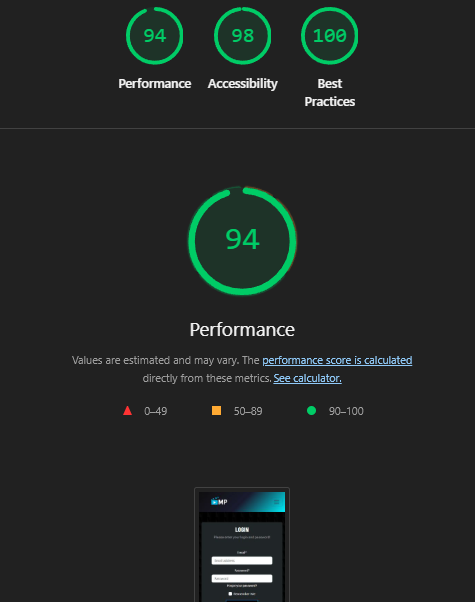 94
98
100
Performance
Accessibility
Best
Practices
94
Performance
Values are estimated and may vary. The performance score is calculated
directly from these metrics. See calculator.
0–49
50–89
90–100
MP
LOGIN
Please enter your login and password!
Email*
Password*
Password
Forgot your password?
Remember me